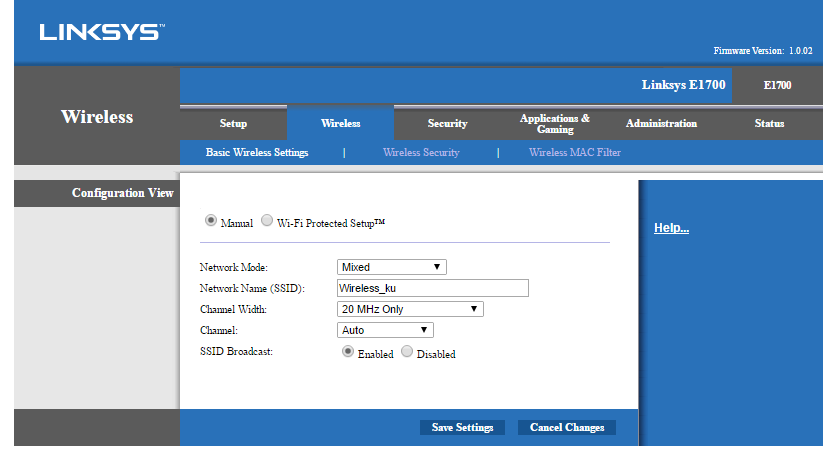 LINKSYS™
Firmware Version: 1.0.02
Linksys E1700 E1700
Wireless
Setup Wireless Security Applications & Gaming Administration Status
Basic Wireless Settings | Wireless Security | Wireless MAC Filter
Configuration View
Manual Wi-Fi Protected Setup™
Help...
Network Mode: Mixed
Network Name (SSID): Wireless_ku
Channel Width: 20 MHz Only
Channel: Auto
SSID Broadcast: Enabled Disabled
Save Settings Cancel Changes